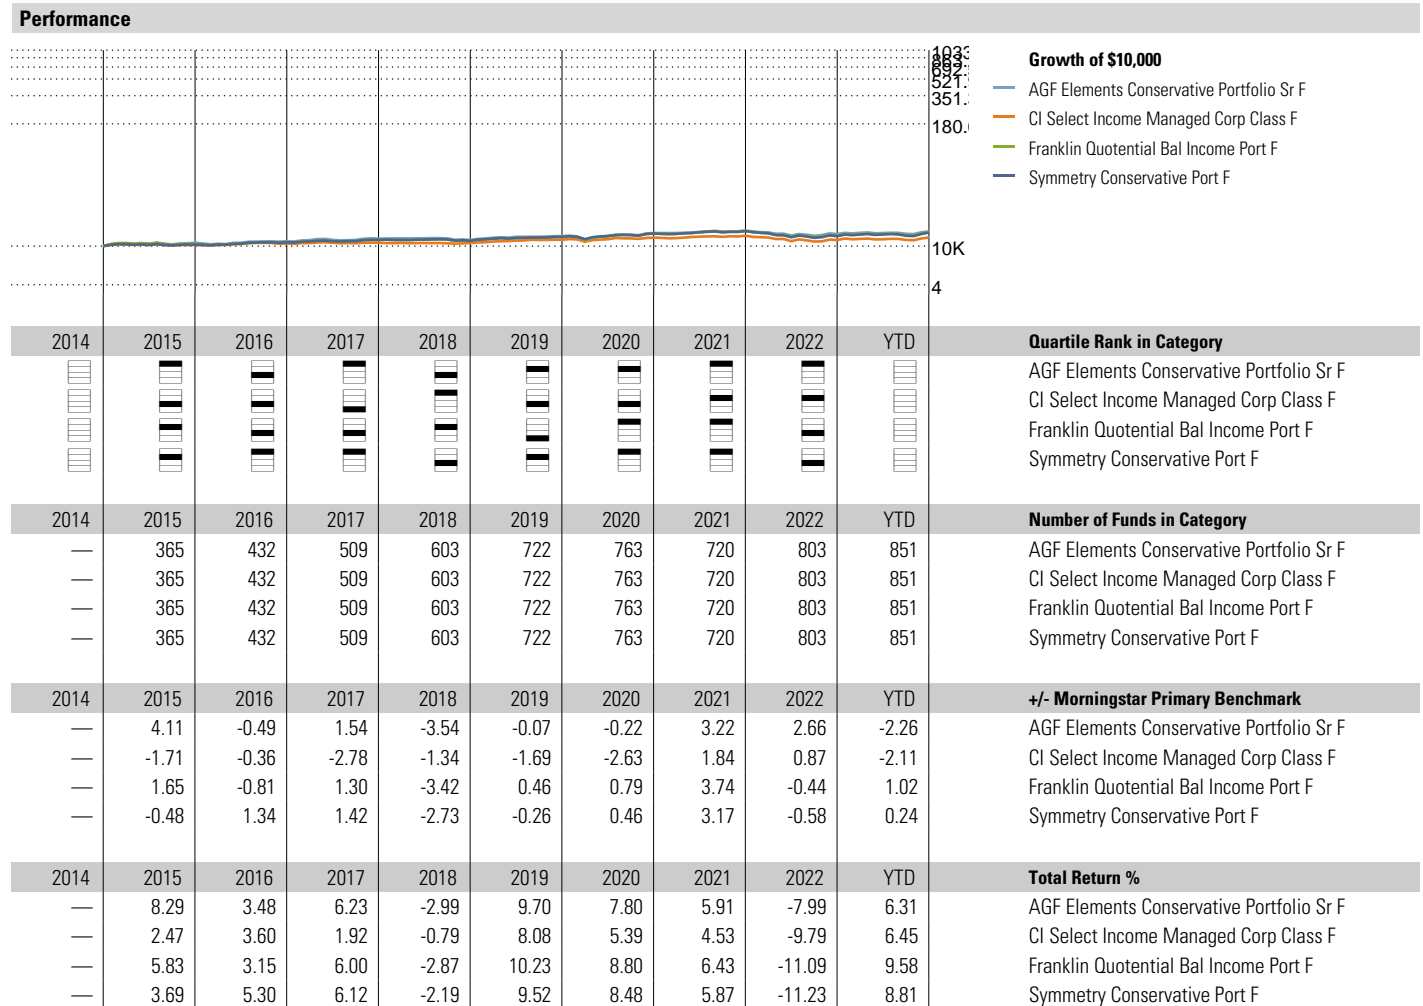 Performance
1033
863.
692.
521.
351.
180.
10K
4
Growth of $10,000
AGF Elements Conservative Portfolio Sr F
CI Select Income Managed Corp Class F
Franklin Quotential Bal Income Port F
Symmetry Conservative Port F
2014 2015 2016 2017 2018 2019 2020 2021 2022 YTD Quartile Rank in Category
AGF Elements Conservative Portfolio Sr F
CI Select Income Managed Corp Class F
Franklin Quotential Bal Income Port F
Symmetry Conservative Port F
2014 2015 2016 2017 2018 2019 2020 2021 2022 YTD Number of Funds in Category
— 365 432 509 603 722 763 720 803 851 AGF Elements Conservative Portfolio Sr F
— 365 432 509 603 722 763 720 803 851 CI Select Income Managed Corp Class F
— 365 432 509 603 722 763 720 803 851 Franklin Quotential Bal Income Port F
— 365 432 509 603 722 763 720 803 851 Symmetry Conservative Port F
2014 2015 2016 2017 2018 2019 2020 2021 2022 YTD +/- Morningstar Primary Benchmark
— 4.11 -0.49 1.54 -3.54 -0.07 -0.22 3.22 2.66 -2.26 AGF Elements Conservative Portfolio Sr F
— -1.71 -0.36 -2.78 -1.34 -1.69 -2.63 1.84 0.87 -2.11 CI Select Income Managed Corp Class F
— 1.65 -0.81 1.30 -3.42 0.46 0.79 3.74 -0.44 1.02 Franklin Quotential Bal Income Port F
— -0.48 1.34 1.42 -2.73 -0.26 0.46 3.17 -0.58 0.24 Symmetry Conservative Port F
2014 2015 2016 2017 2018 2019 2020 2021 2022 YTD Total Return %
— 8.29 3.48 6.23 -2.99 9.70 7.80 5.91 -7.99 6.31 AGF Elements Conservative Portfolio Sr F
— 2.47 3.60 1.92 -0.79 8.08 5.39 4.53 -9.79 6.45 CI Select Income Managed Corp Class F
— 5.83 3.15 6.00 -2.87 10.23 8.80 6.43 -11.09 9.58 Franklin Quotential Bal Income Port F
— 3.69 5.30 6.12 -2.19 9.52 8.48 5.87 -11.23 8.81 Symmetry Conservative Port F